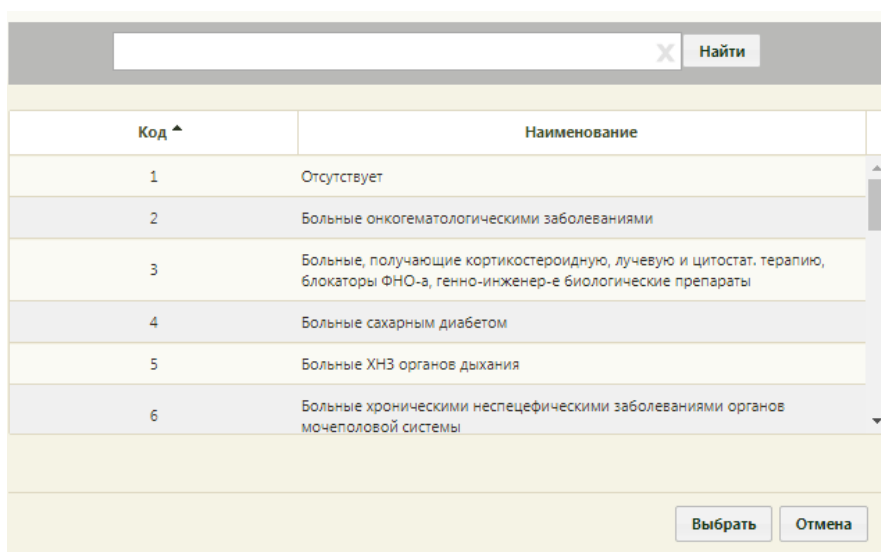 X Найти
Код Наименование
1 Отсутствует
2 Больные онкогематологическими заболеваниями
3 Больные, получающие кортикостероидную, лучевую и цитостат. терапию,
блокаторы ФНО-а, генно-инженер-е биологические препараты
4 Больные сахарным диабетом
5 Больные ХНЗ органов дыхания
6 Больные хроническими неспецефическими заболеваниями органов
мочеполовой системы
Выбрать Отмена